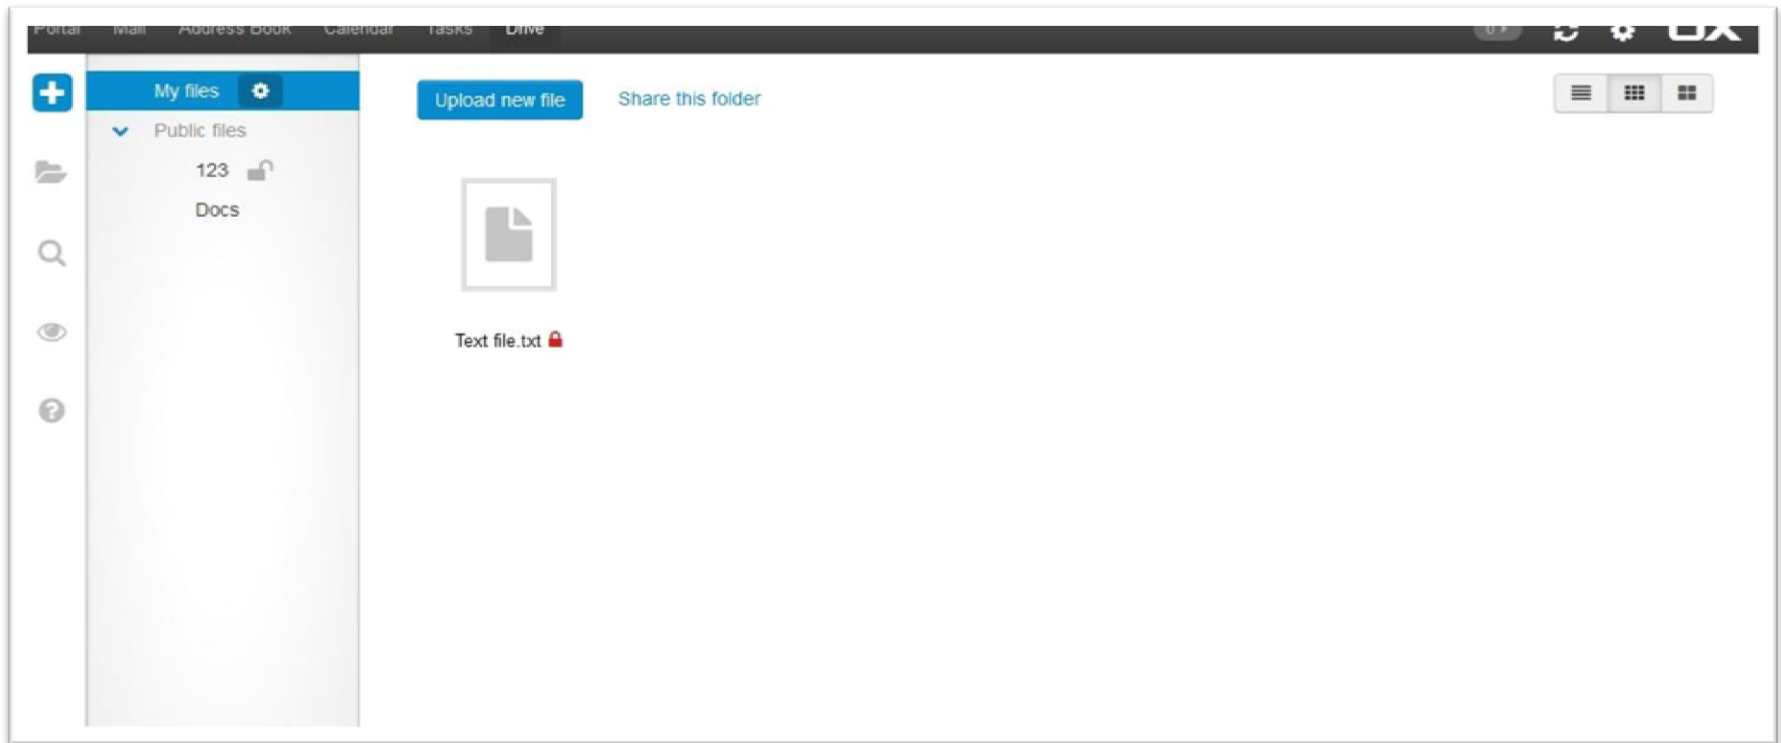 Portal Mail Address Book Calendar Tasks Drive
My files
Upload new file Share this folder
Public files
123
Docs
Text file.txt